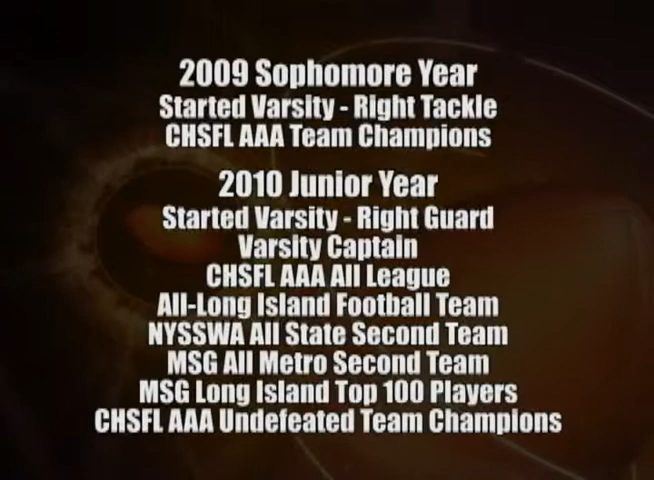 2009 Sophomore Year
Started Varsity - Right Tackle
CHSFL AAA Team Champions
2010 Junior Year
Started Varsity - Right Guard
Varsity Captain
CHSFL AAA All League
All-Long Island Football Team
NYSSWA All State Second Team
MSG All Metro Second Team
MSG Long Island Top 100 Players
CHSFL AAA Undefeated Team Champions